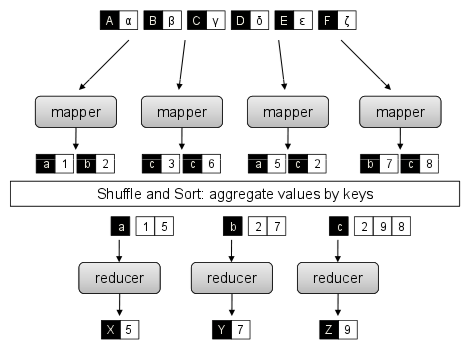 A α B β C γ D δ E ε F ζ
mapper mapper mapper mapper
a 1 b 2 c 3 c 6 a 5 c 2 b 7 c 8
Shuffle and Sort: aggregate values by keys
a 1 5 b 2 7 c 2 9 8
reducer reducer reducer
X 5 Y 7 Z 9